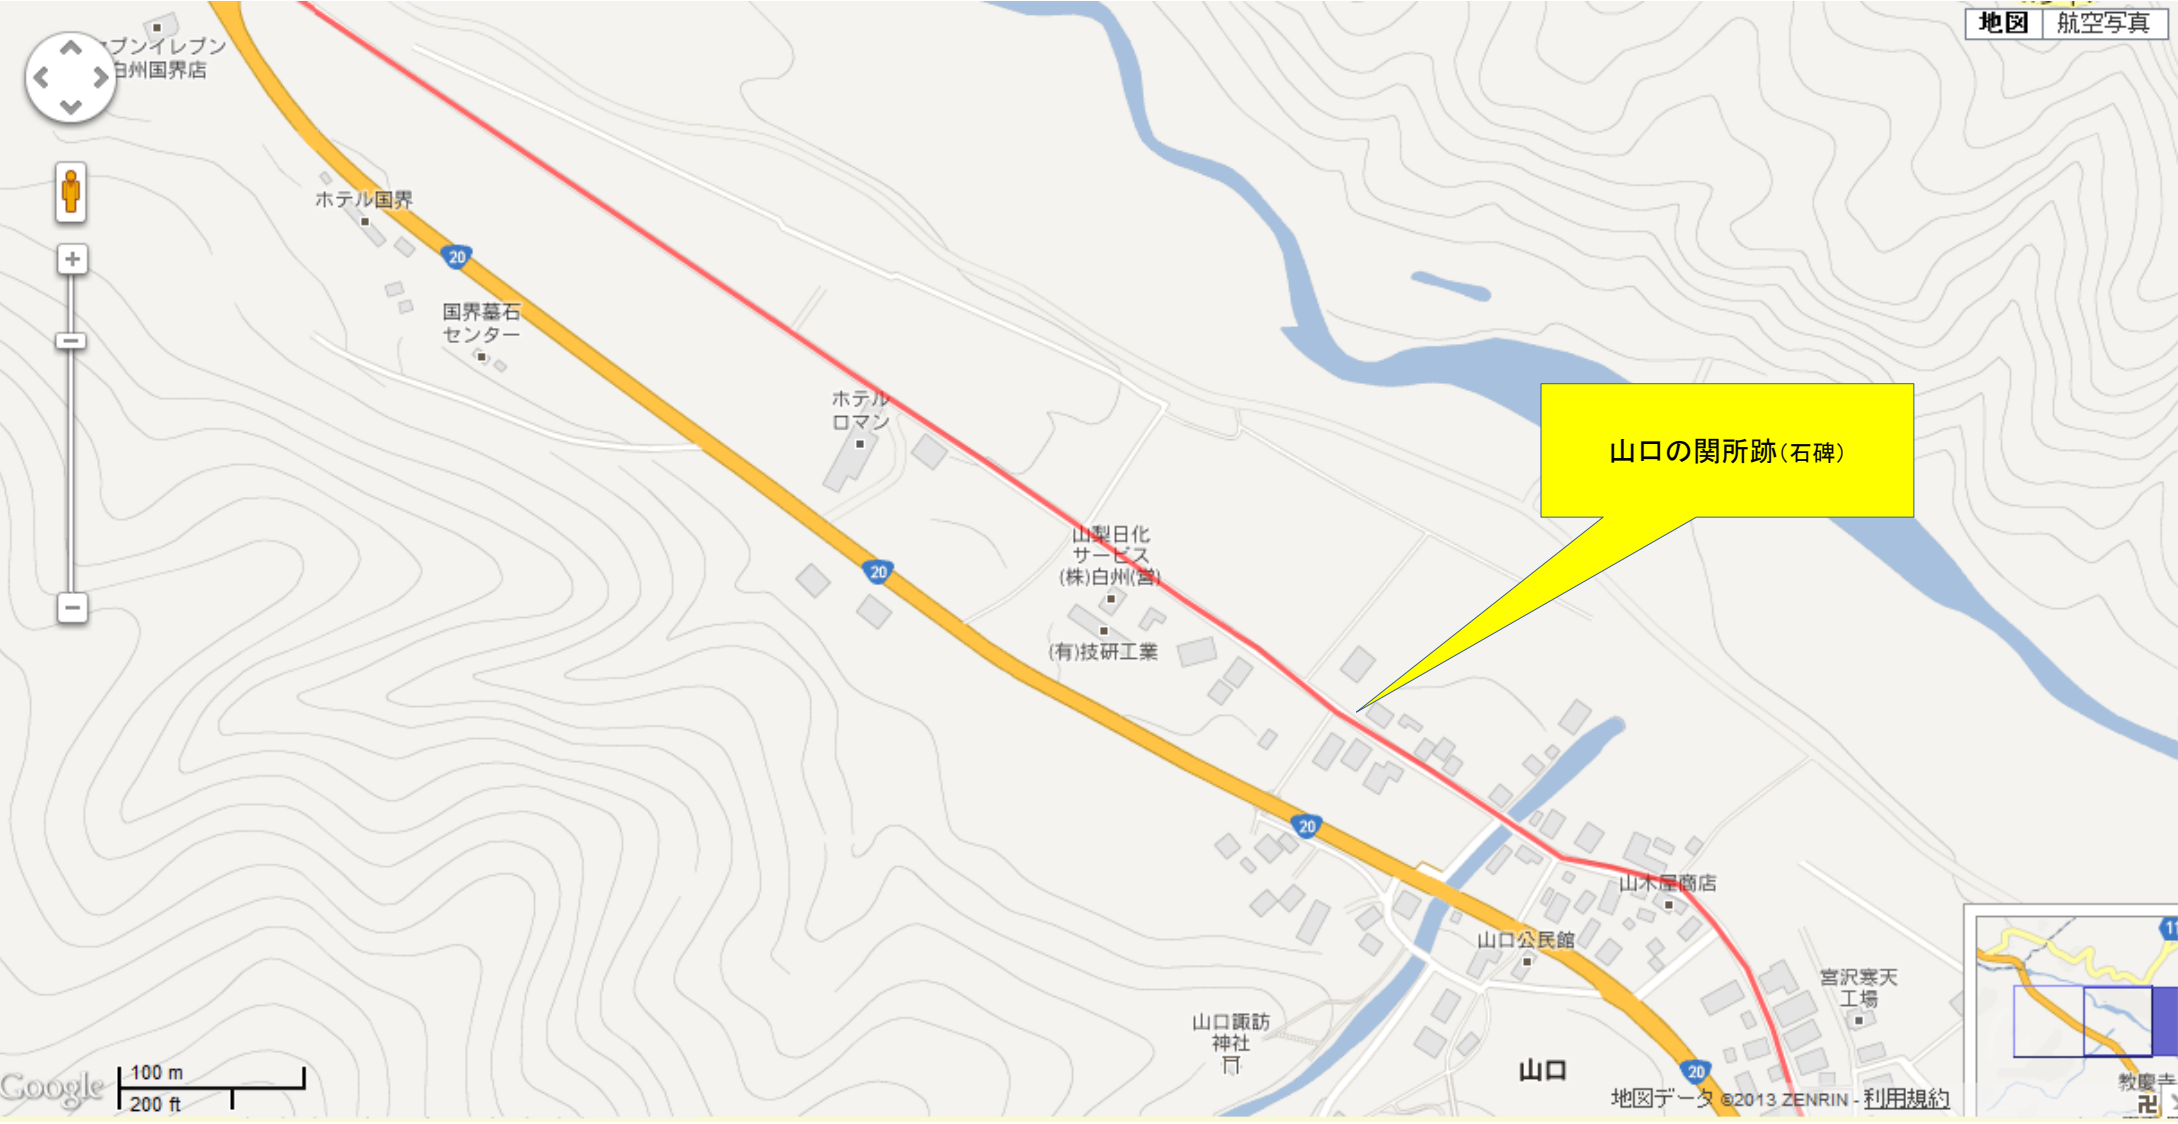 地図 航空写真
ブンイレブン
白州国界店
ホテル国界
20
国界墓石
センター
ホテル
ロマン
山口の関所跡(石碑)
山梨日化
サービス
(株)白州(営)
20
(有)技研工業
20
山木屋商店
山口公民館
宮沢寒天
工場
山口諏訪
神社
山口
20
11
教慶寺
Google
100 m
200 ft
地図データ ©2013 ZENRIN - 利用規約